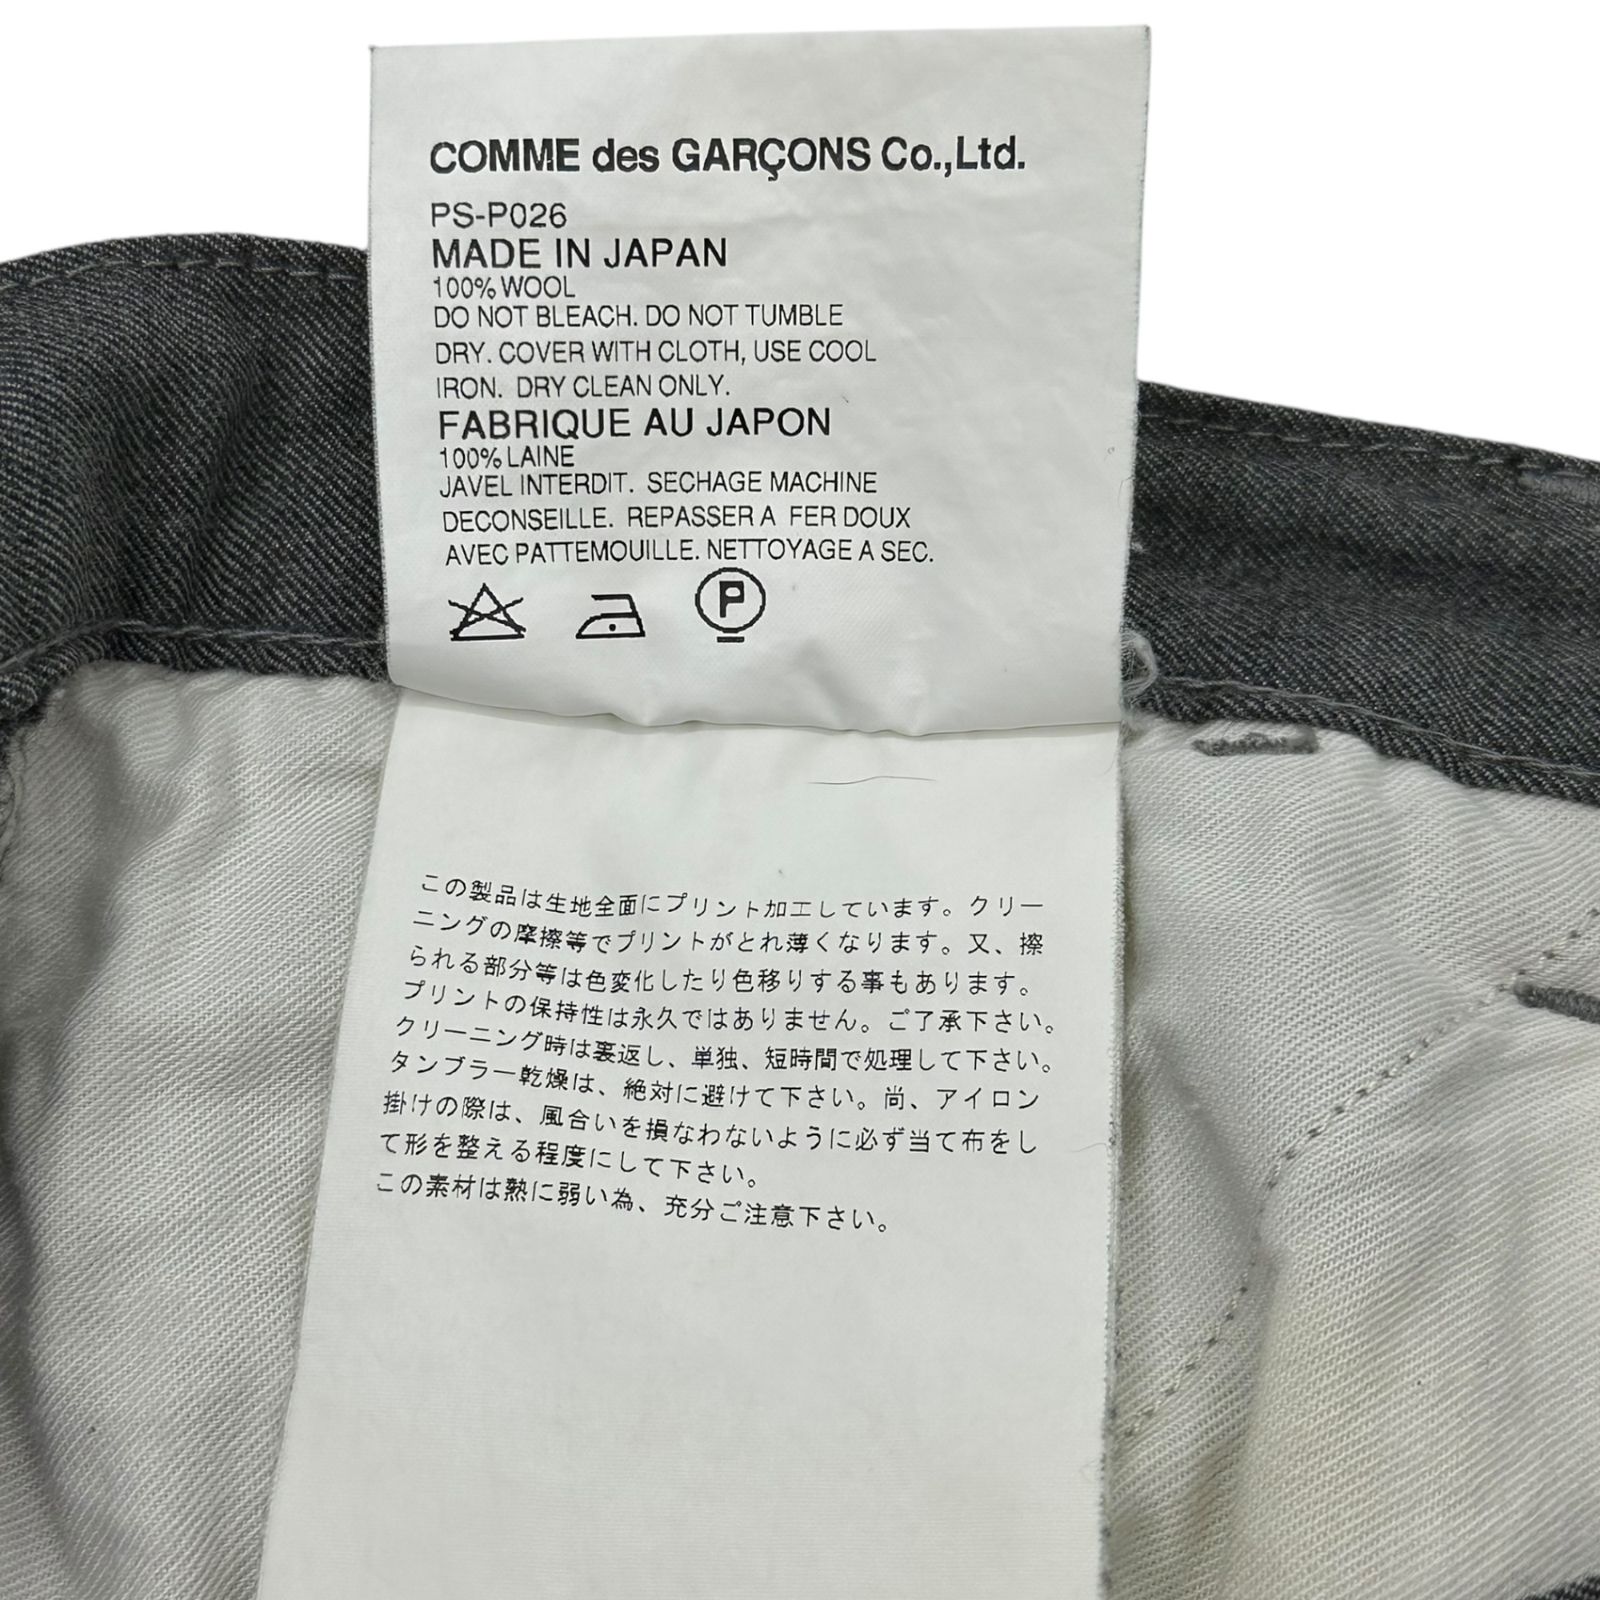 COMME des GARÇONS Co.,Ltd.
PS-P026
MADE IN JAPAN
100% WOOL
DO NOT BLEACH. DO NOT TUMBLE
DRY. COVER WITH CLOTH, USE COOL
IRON. DRY CLEAN ONLY.
FABRIQUE AU JAPON
100% LAINE
JAVEL INTERDIT. SECHAGE MACHINE
DECONSEILLE. REPASSER A FER DOUX
AVEC PATTEMOUILLE. NETTOYAGE A SEC.
P
この製品は生地全面にプリント加工しています。クリー
ニングの摩擦等でプリントがとれ薄くなります。又、擦
られる部分等は色変化したり色移りする事もあります。
プリントの保持性は永久ではありません。ご了承下さい。
クリーニング時は裏返し、単独、短時間で処理して下さい。
タンブラー乾燥は、絶対に避けて下さい。尚、アイロン
掛けの際は、風合いを損なわないように必ず当て布をし
て形を整える程度にして下さい。
この素材は熱に弱い為、充分ご注意下さい。